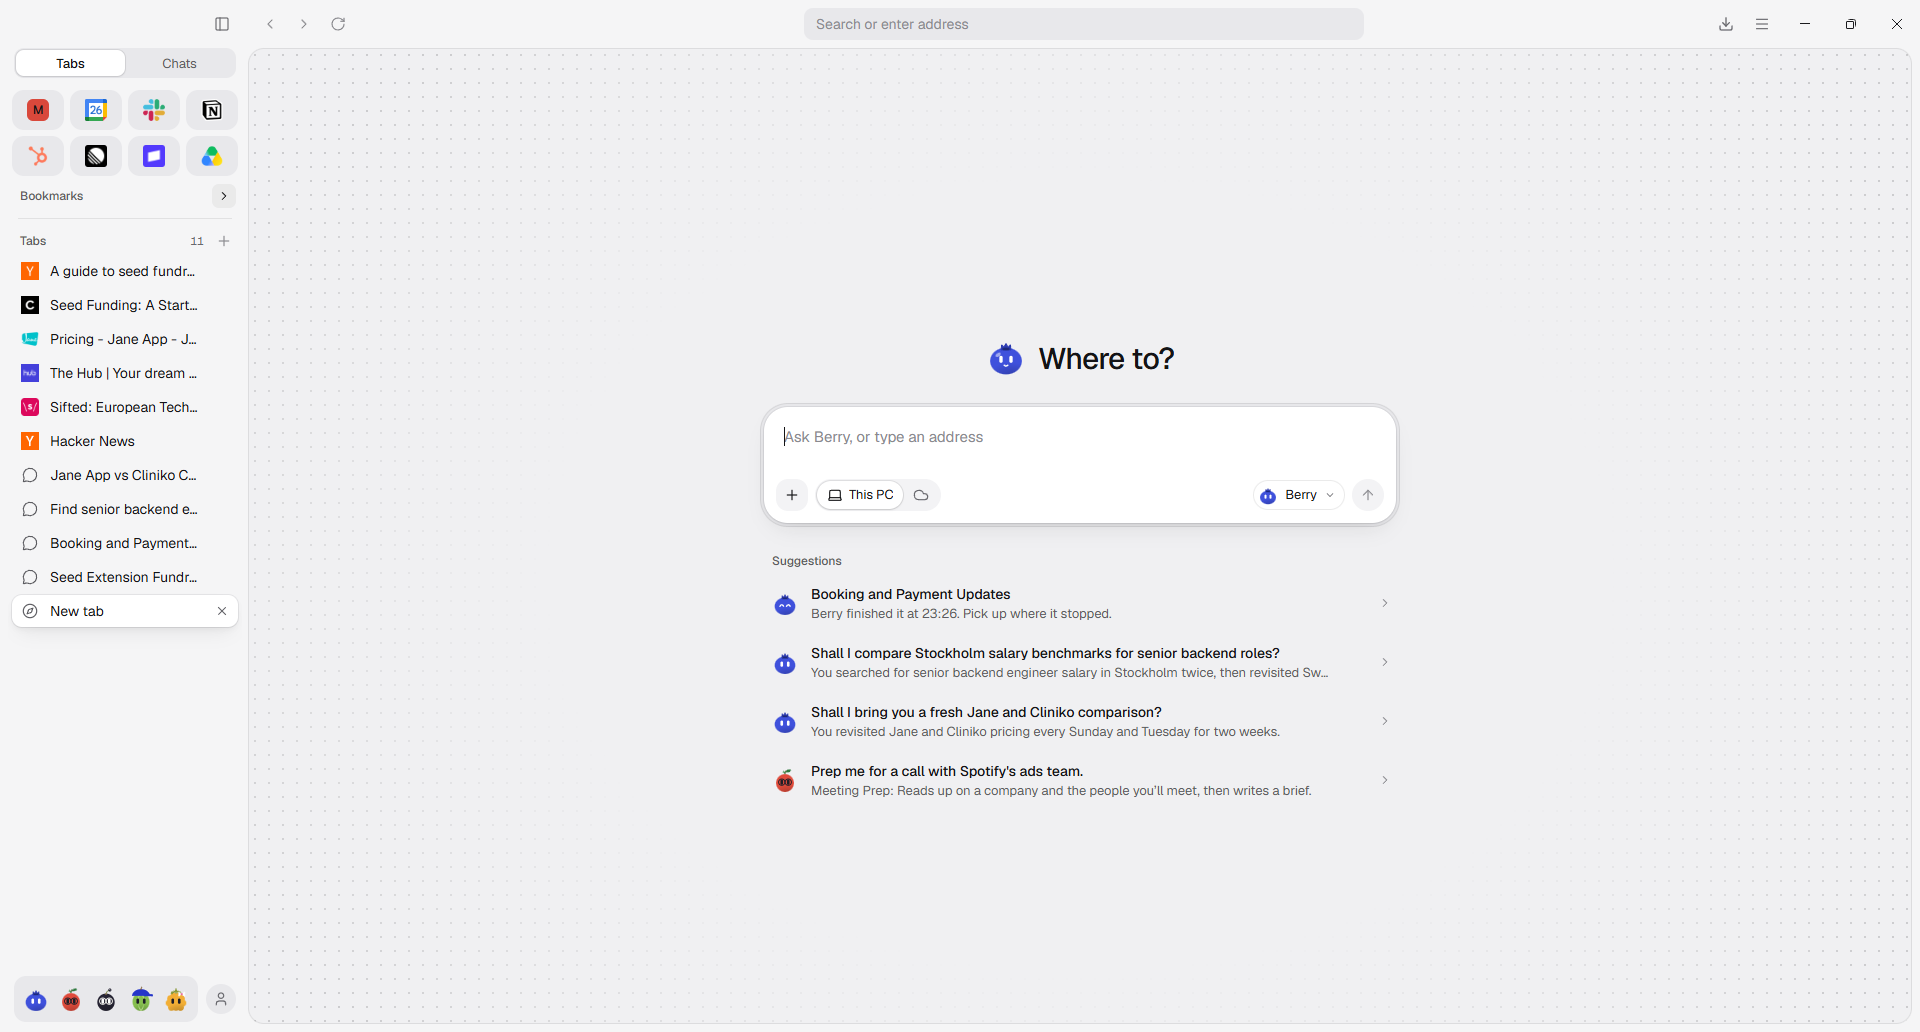 Search or enter address
Tabs
Chats
M
26
N
Bookmarks
Tabs
11
Y
A guide to seed fundr...
C
Seed Funding: A Start...
Pricing - Jane App - J...
hub
The Hub | Your dream ...
\s/
Sifted: European Tech...
Y
Hacker News
Jane App vs Cliniko C...
Find senior backend e...
Booking and Payment...
Seed Extension Fundr...
New tab
Where to?
Ask Berry, or type an address
This PC
Berry
Suggestions
Booking and Payment Updates
Berry finished it at 23:26. Pick up where it stopped.
Shall I compare Stockholm salary benchmarks for senior backend roles?
You searched for senior backend engineer salary in Stockholm twice, then revisited Sw...
Shall I bring you a fresh Jane and Cliniko comparison?
You revisited Jane and Cliniko pricing every Sunday and Tuesday for two weeks.
Prep me for a call with Spotify's ads team.
Meeting Prep: Reads up on a company and the people you'll meet, then writes a brief.